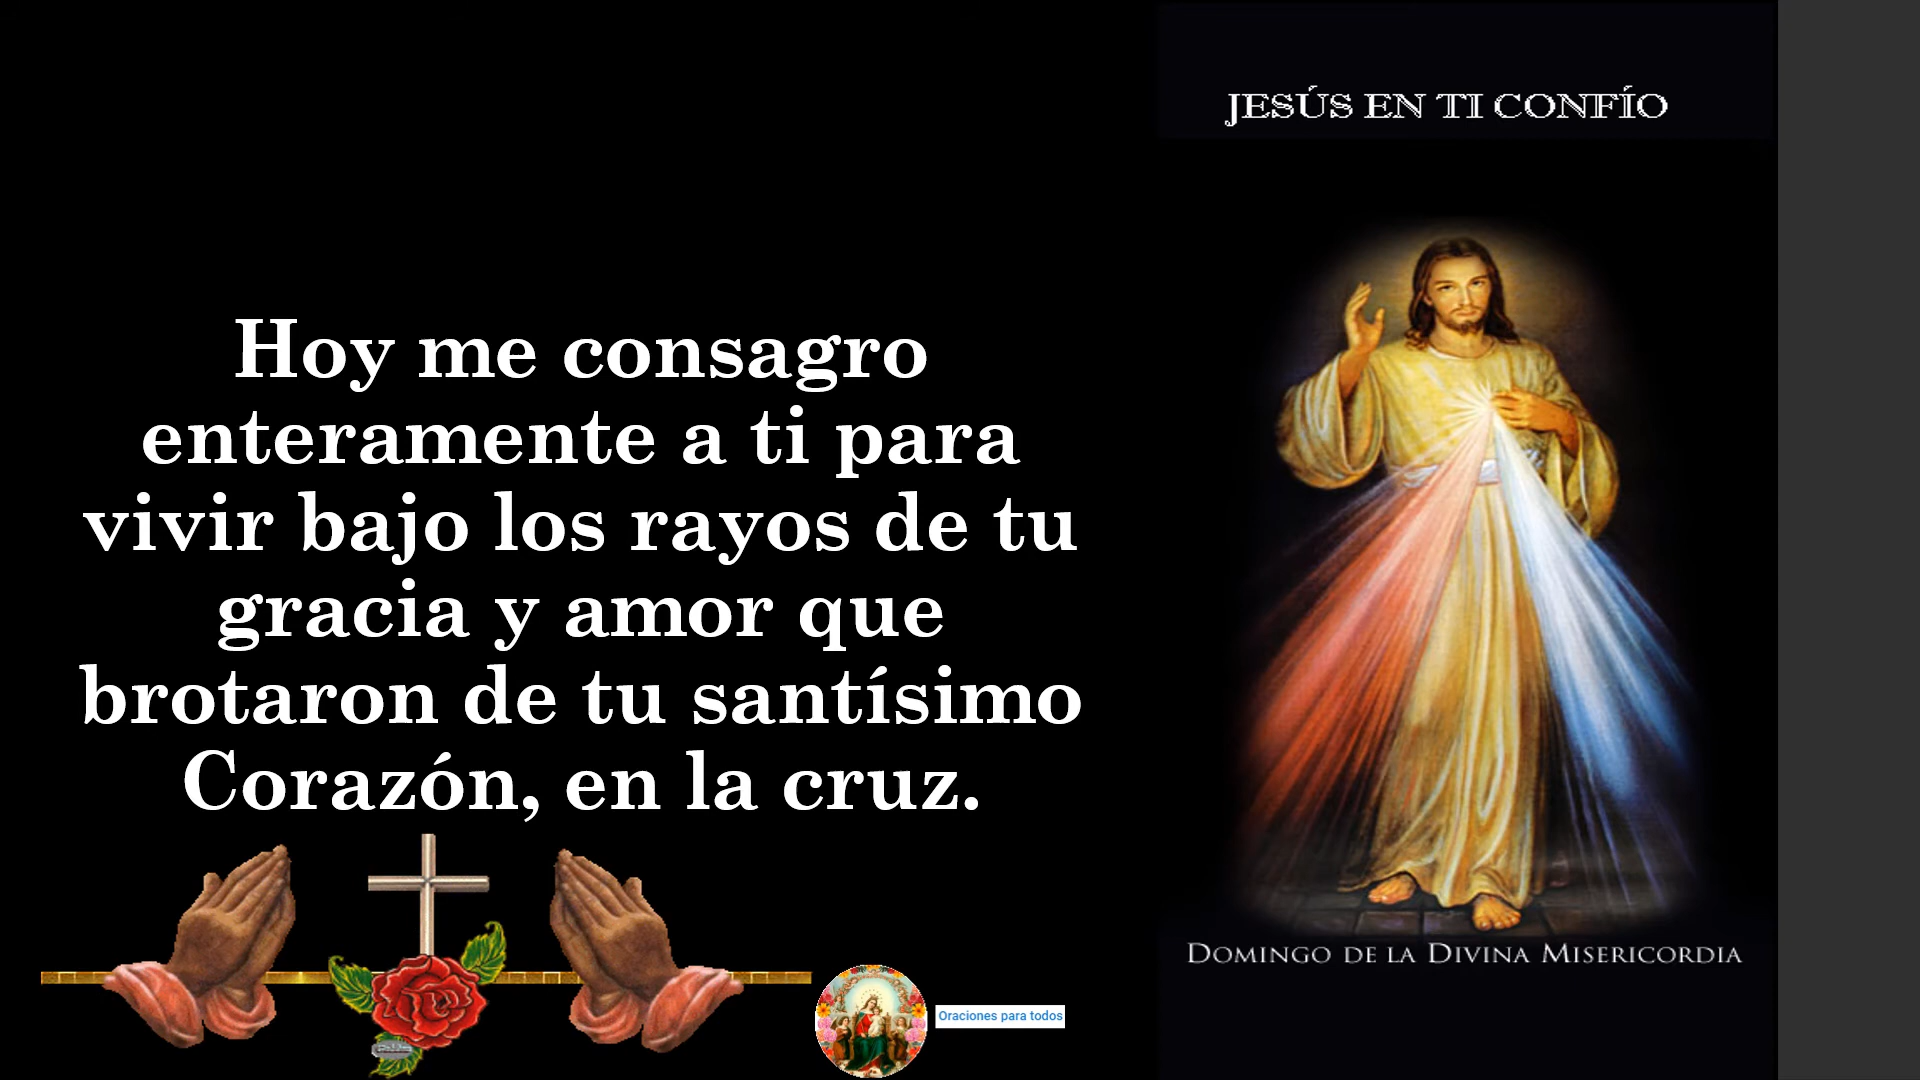 Hoy me consagro
enteramente a ti para
vivir bajo los rayos de tu
gracia y amor que
brotaron de tu santísimo
Corazón, en la cruz.
Oraciones para todos
JESÚS EN TI CONFÍO
DOMINGO DE LA DIVINA MISERICORDIA